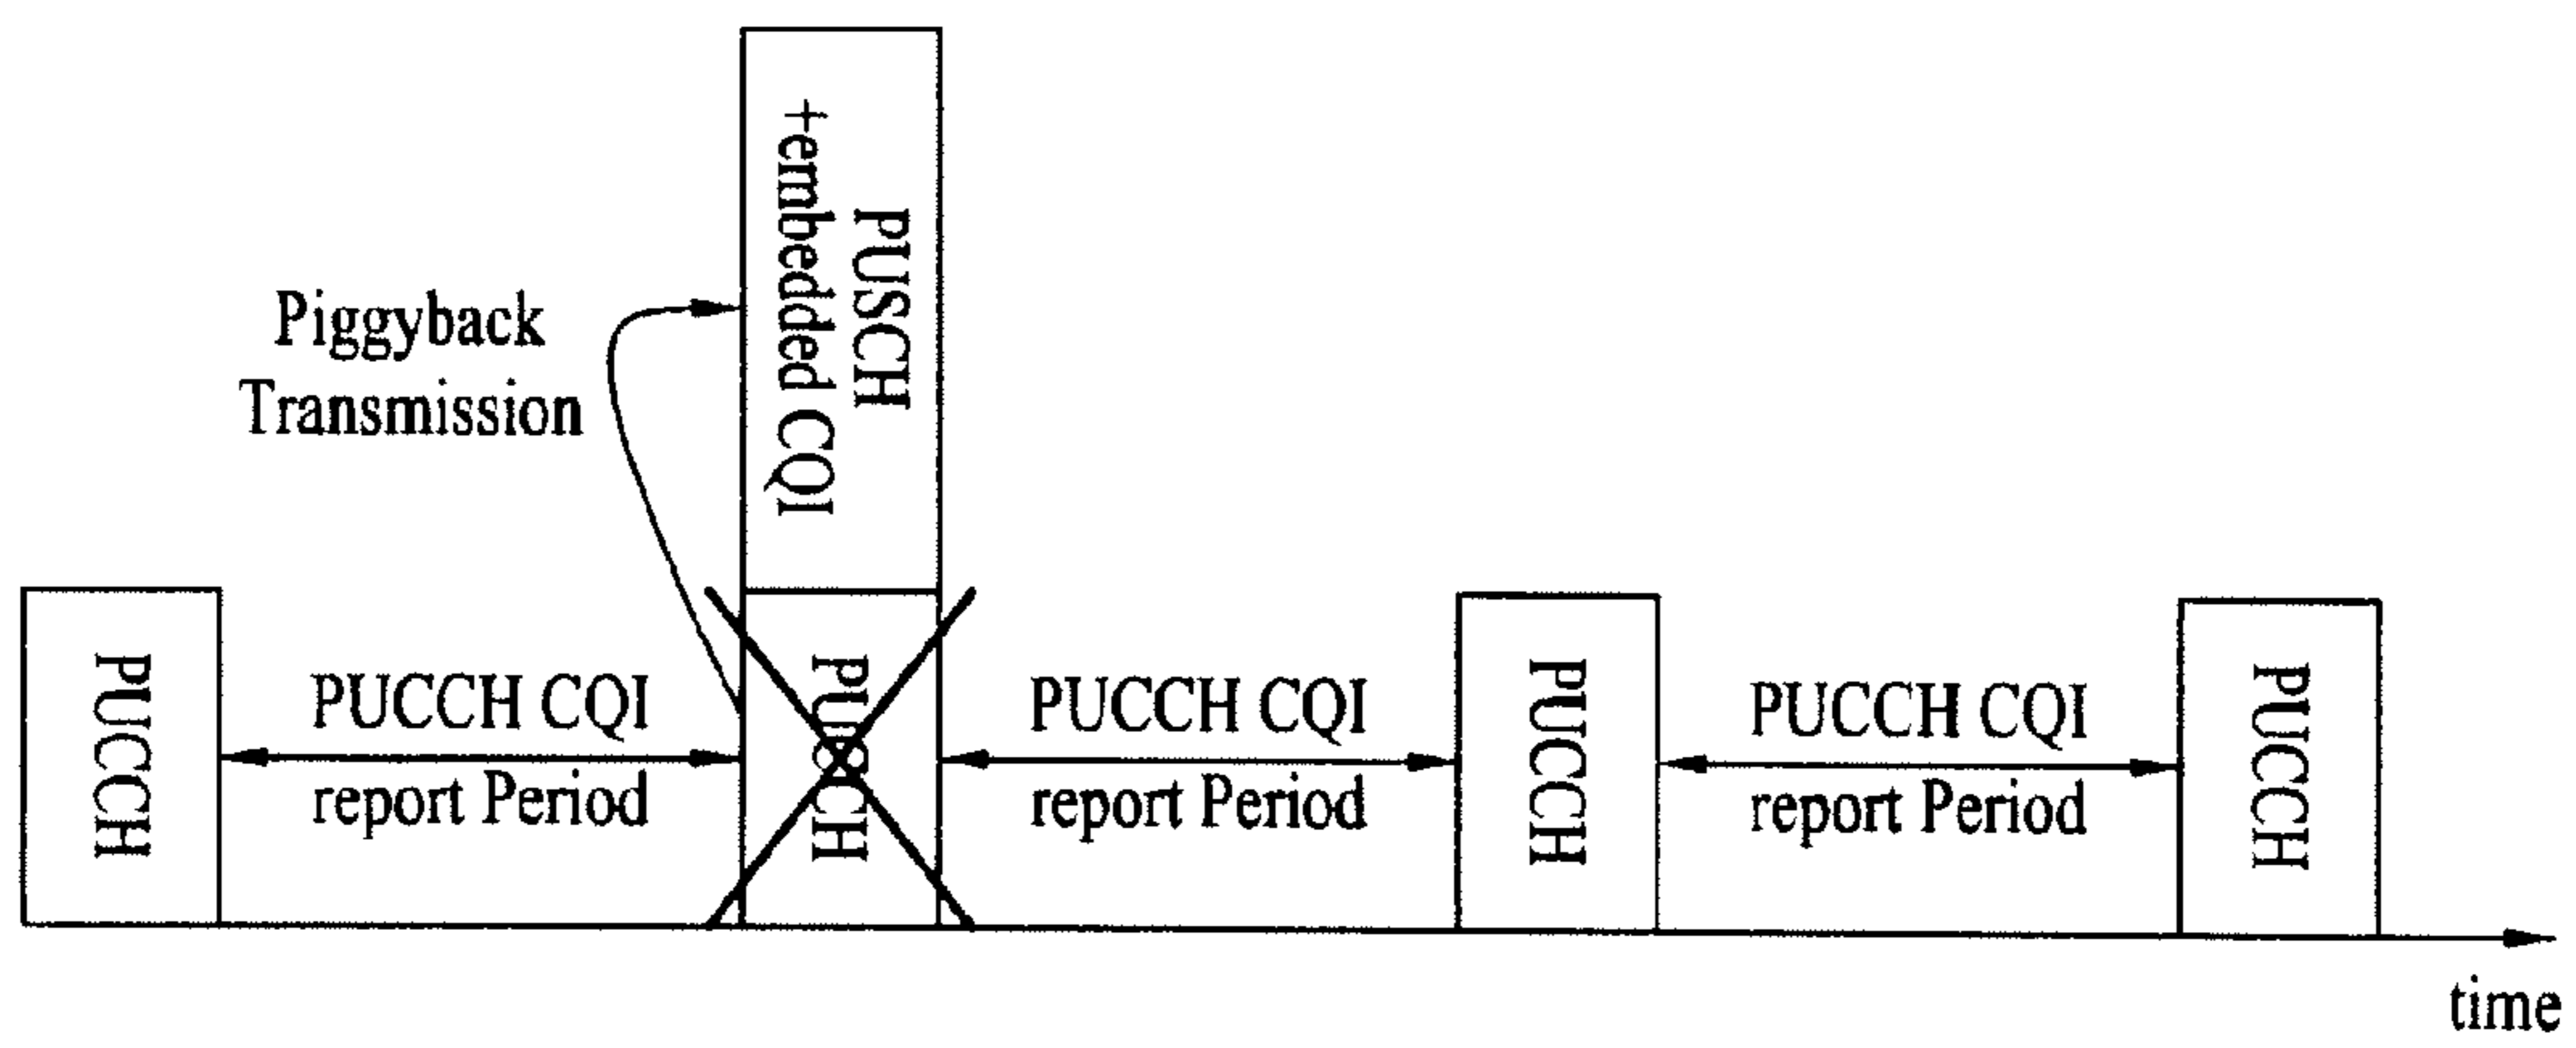 PUSCH
+embedded CQI
Piggyback
Transmission
PUCCH
PUCCH CQI
report Period
PUCCH
PUCCH CQI
report Period
PUCCH
PUCCH CQI
report Period
PUCCH
time